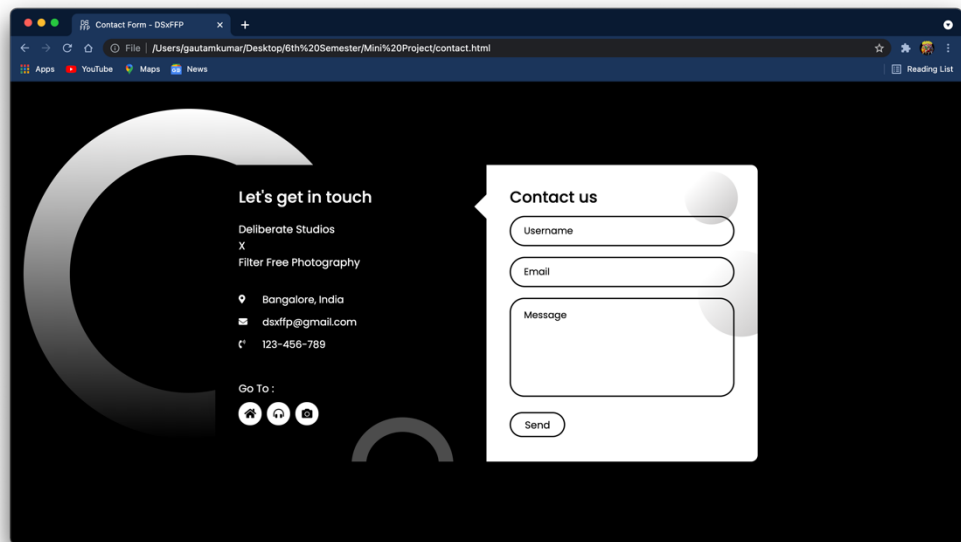 DS
FFP
Contact Form - DSxFFP
File | /Users/gautamkumar/Desktop/6th%20Semester/Mini%20Project/contact.html
Apps YouTube Maps News Reading List
Let's get in touch
Deliberate Studios
X
Filter Free Photography
Bangalore, India
dsxffp@gmail.com
123-456-789
Go To :
Contact us
Username
Email
Message
Send